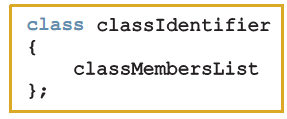 class classIdentifier
{
    classMembersList
};